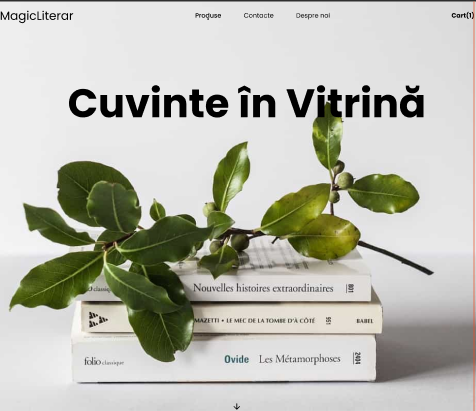 MagicLiterar
Produse Contacte Despre noi
Cart(1)
Cuvinte în Vitrină
Nouvelles histoires extraordinaires
MAZETTI • LE MEC DE LA TOMBE D'À CÔTÉ
BABEL
folio classique
Ovide Les Métamorphoses